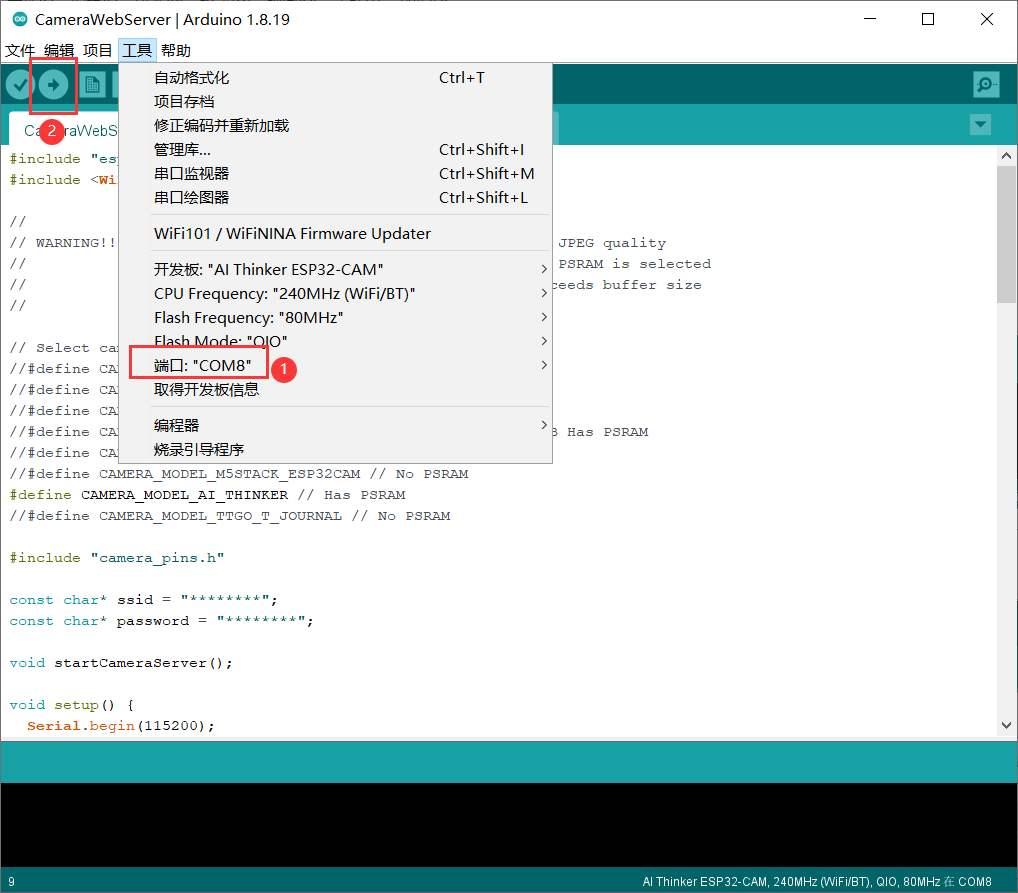 CameraWebServer | Arduino 1.8.19
文件 编辑 项目 工具 帮助
自动格式化 Ctrl+T
项目存档
修正编码并重新加载
管理库... Ctrl+Shift+I
串口监视器 Ctrl+Shift+M
串口绘图器 Ctrl+Shift+L
WiFi101 / WiFiNINA Firmware Updater
开发板: "AI Thinker ESP32-CAM"
CPU Frequency: "240MHz (WiFi/BT)"
Flash Frequency: "80MHz"
Flash Mode: "QIO"
端口: "COM8"
1
取得开发板信息
编程器
烧录引导程序
2
#include "es
#include <Wi
//
// WARNING!! JPEG quality
// PSRAM is selected
// ceeds buffer size
//
// Select ca
//#define CA
//#define CA
//#define CA
//#define CA Has PSRAM
//#define CA
//#define CAMERA_MODEL_M5STACK_ESP32CAM // No PSRAM
#define CAMERA_MODEL_AI_THINKER // Has PSRAM
//#define CAMERA_MODEL_TTGO_T_JOURNAL // No PSRAM
#include "camera_pins.h"
const char* ssid = "********";
const char* password = "********";
void startCameraServer();
void setup() {
Serial.begin(115200);
9
AI Thinker ESP32-CAM, 240MHz (WiFi/BT), QIO, 80MHz 在 COM8